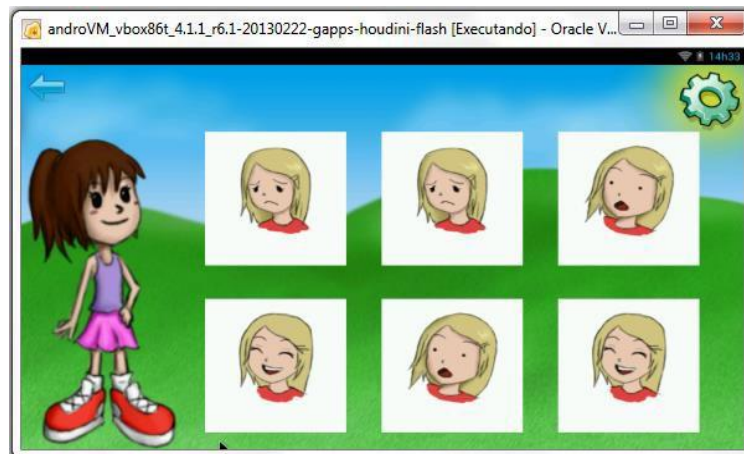 androVM_vbox86t_4.1.1_r6.1-20130222-gapps-houdini-flash [Executando] - Oracle V...
14h33